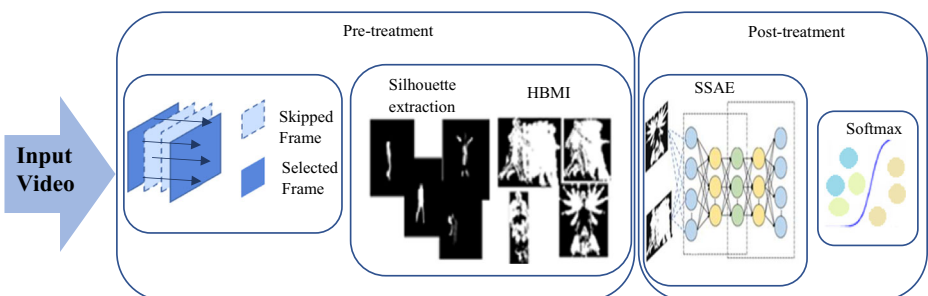 Pre-treatment
Post-treatment
Input
Video
Skipped
Frame
Selected
Frame
Silhouette
extraction
HBMI
SSAE
Softmax